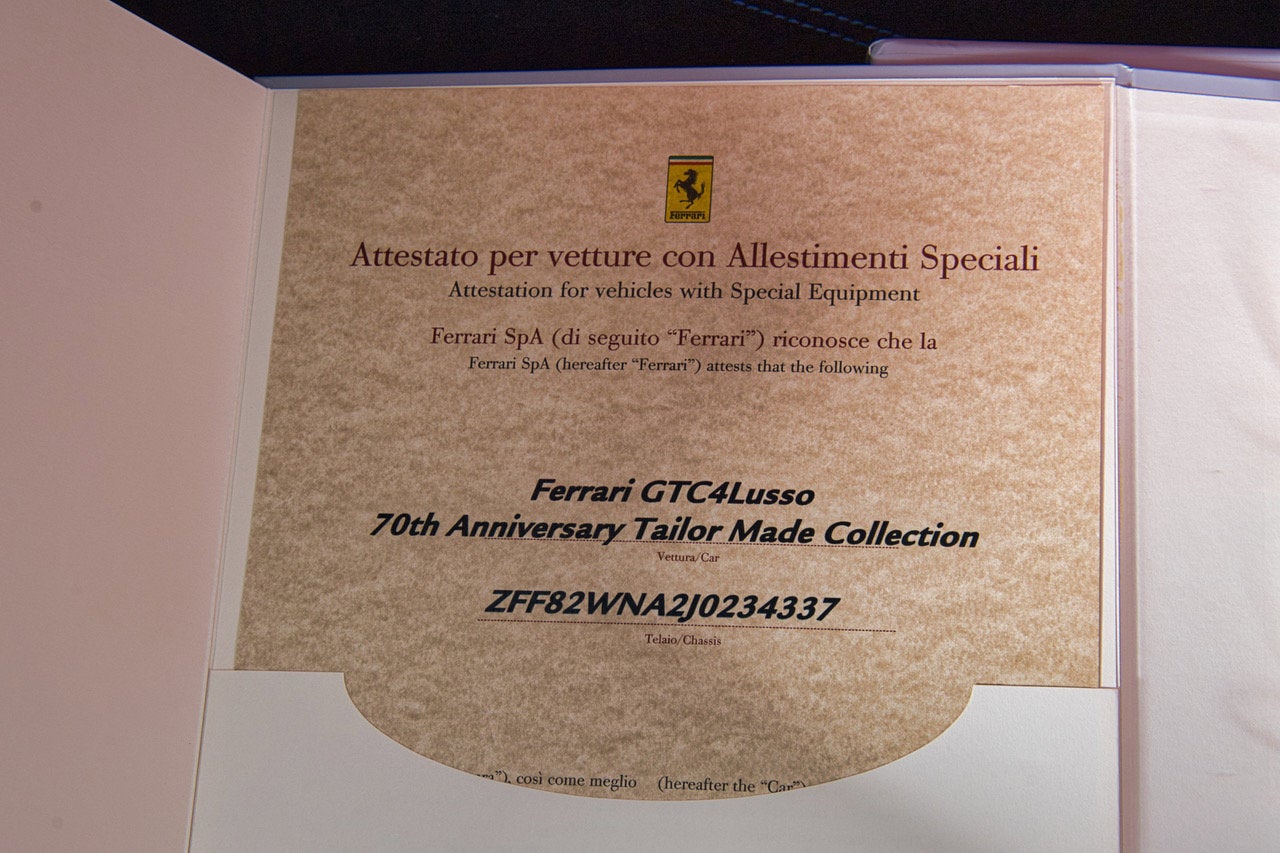 Ferrari
Attestato per vetture con Allestimenti Speciali
Attestation for vehicles with Special Equipment
Ferrari SpA (di seguito “Ferrari”) riconosce che la
Ferrari SpA (hereafter “Ferrari”) attests that the following
Ferrari GTC4Lusso
70th Anniversary Tailor Made Collection
Vettura/Car
ZFF82WNA2J0234337
Telaio/Chassis
così come meglio (hereafter the “Car”)